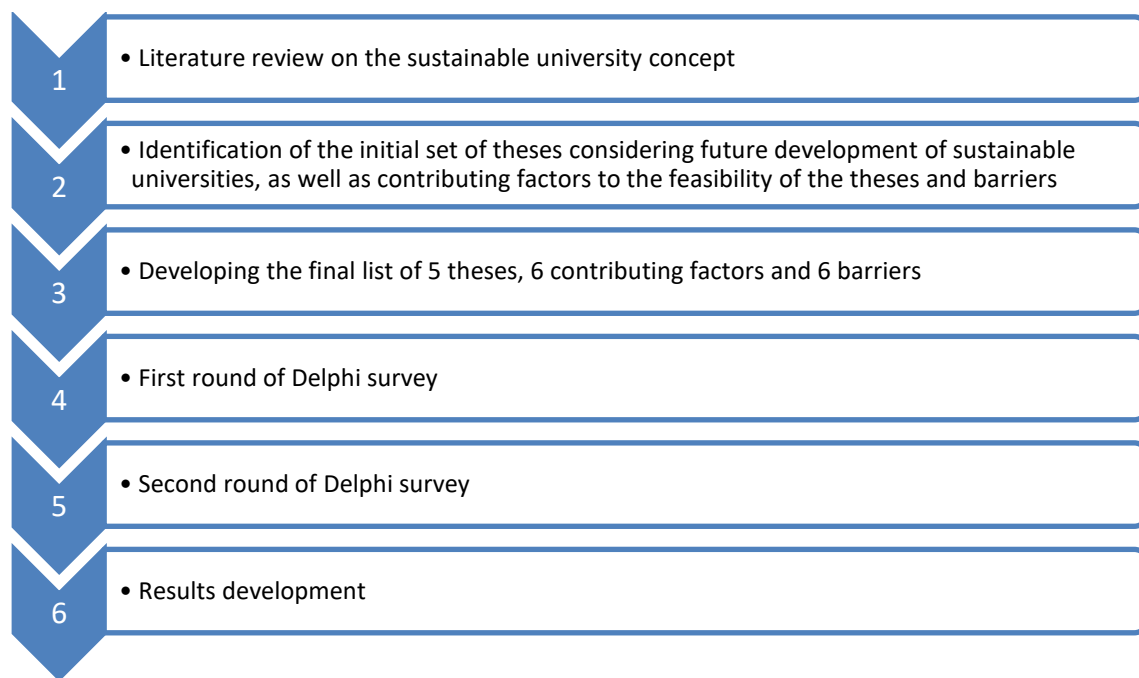 1
• Literature review on the sustainable university concept
2
• Identification of the initial set of theses considering future development of sustainable
universities, as well as contributing factors to the feasibility of the theses and barriers
3
• Developing the final list of 5 theses, 6 contributing factors and 6 barriers
4
• First round of Delphi survey
5
• Second round of Delphi survey
6
• Results development